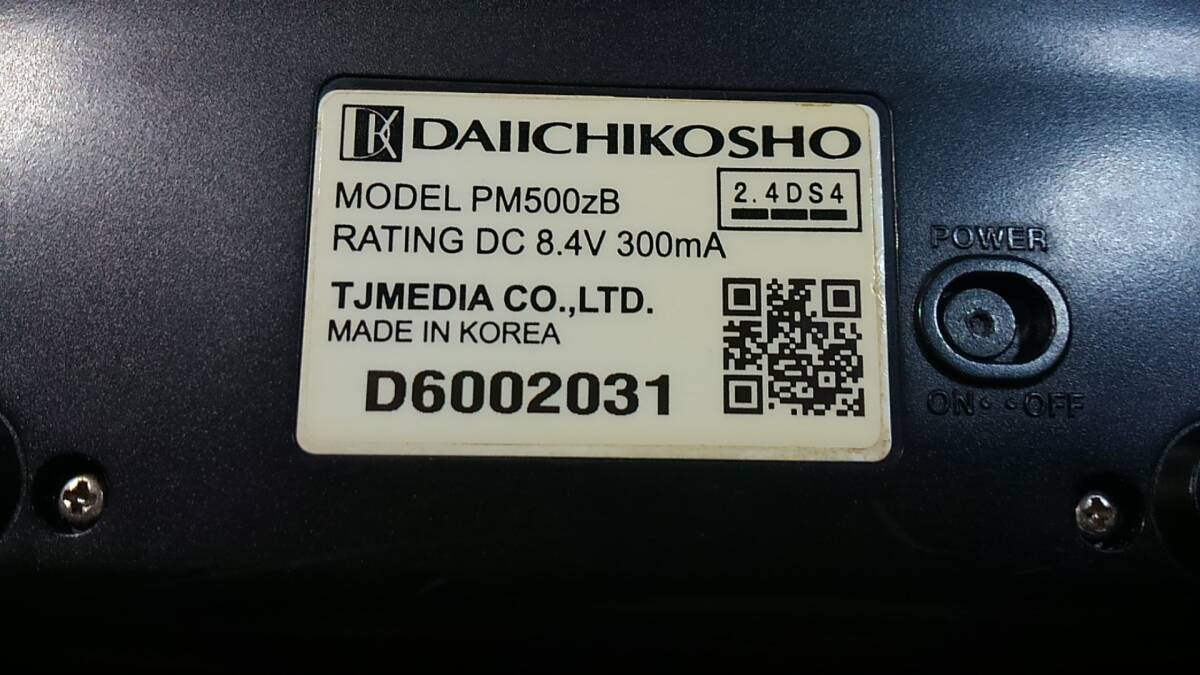 DK DAIICHIKOSHO
MODEL PM500zB
2.4DS4
RATING DC 8.4V 300mA
TJMEDIA CO.,LTD.
MADE IN KOREA
D6002031
POWER
ON・・OFF